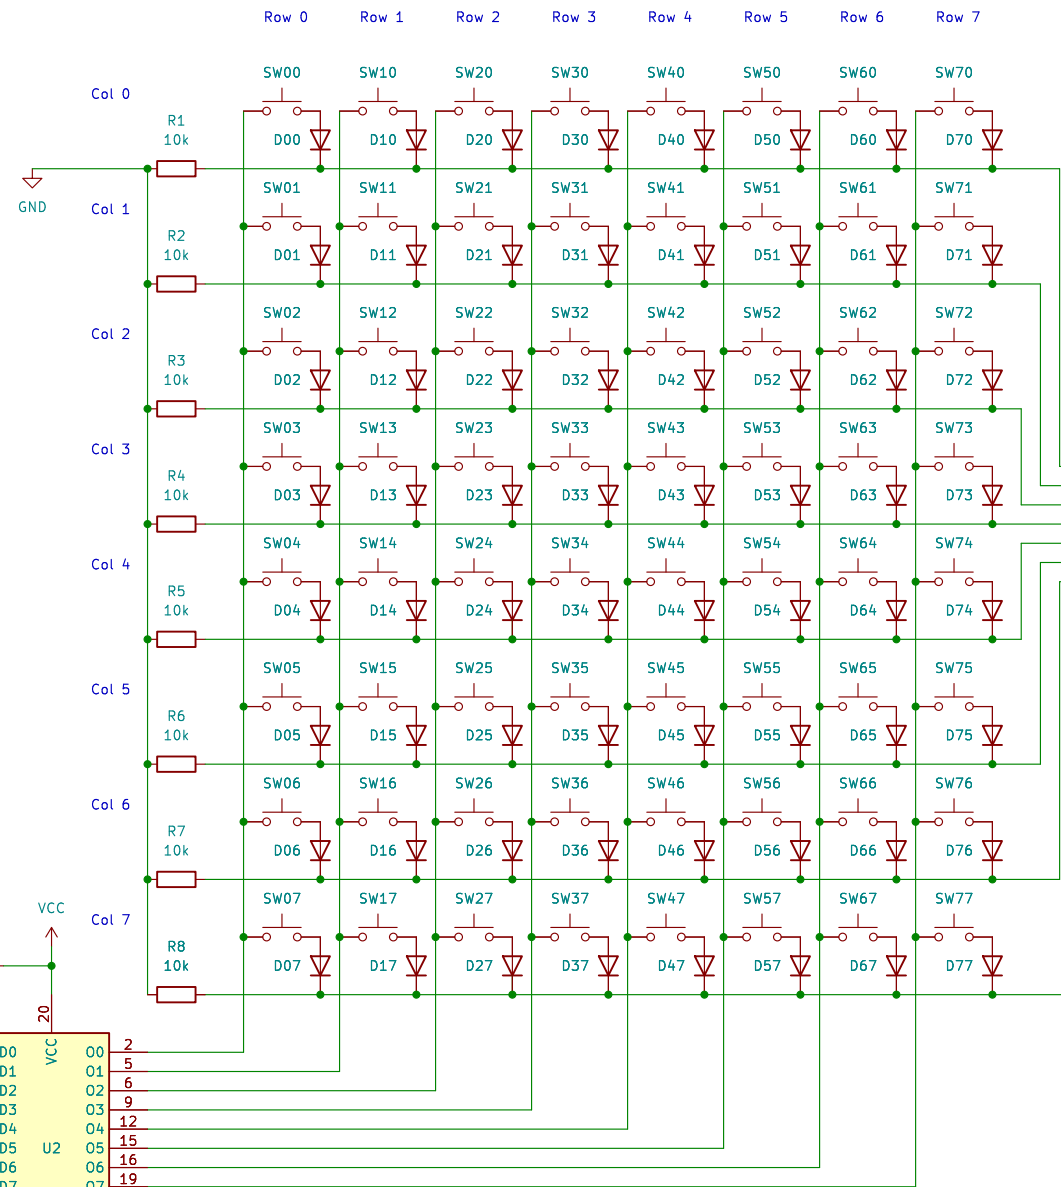 Row 0 Row 1 Row 2 Row 3 Row 4 Row 5 Row 6 Row 7
SW00 SW10 SW20 SW30 SW40 SW50 SW60 SW70
Col 0
R1
10k D00 D10 D20 D30 D40 D50 D60 D70
SW01 SW11 SW21 SW31 SW41 SW51 SW61 SW71
GND Col 1
R2
10k D01 D11 D21 D31 D41 D51 D61 D71
SW02 SW12 SW22 SW32 SW42 SW52 SW62 SW72
Col 2
R3
10k D02 D12 D22 D32 D42 D52 D62 D72
SW03 SW13 SW23 SW33 SW43 SW53 SW63 SW73
Col 3
R4
10k D03 D13 D23 D33 D43 D53 D63 D73
SW04 SW14 SW24 SW34 SW44 SW54 SW64 SW74
Col 4
R5
10k D04 D14 D24 D34 D44 D54 D64 D74
SW05 SW15 SW25 SW35 SW45 SW55 SW65 SW75
Col 5
R6
10k D05 D15 D25 D35 D45 D55 D65 D75
SW06 SW16 SW26 SW36 SW46 SW56 SW66 SW76
Col 6
R7
10k D06 D16 D26 D36 D46 D56 D66 D76
SW07 SW17 SW27 SW37 SW47 SW57 SW67 SW77
VCC
Col 7
R8
10k D07 D17 D27 D37 D47 D57 D67 D77
20
VCC
D0 O0 2
D1 O1 5
D2 O2 6
D3 O3 9
D4 O4 12
D5 U2 O5 15
D6 O6 16
D7 O7 19